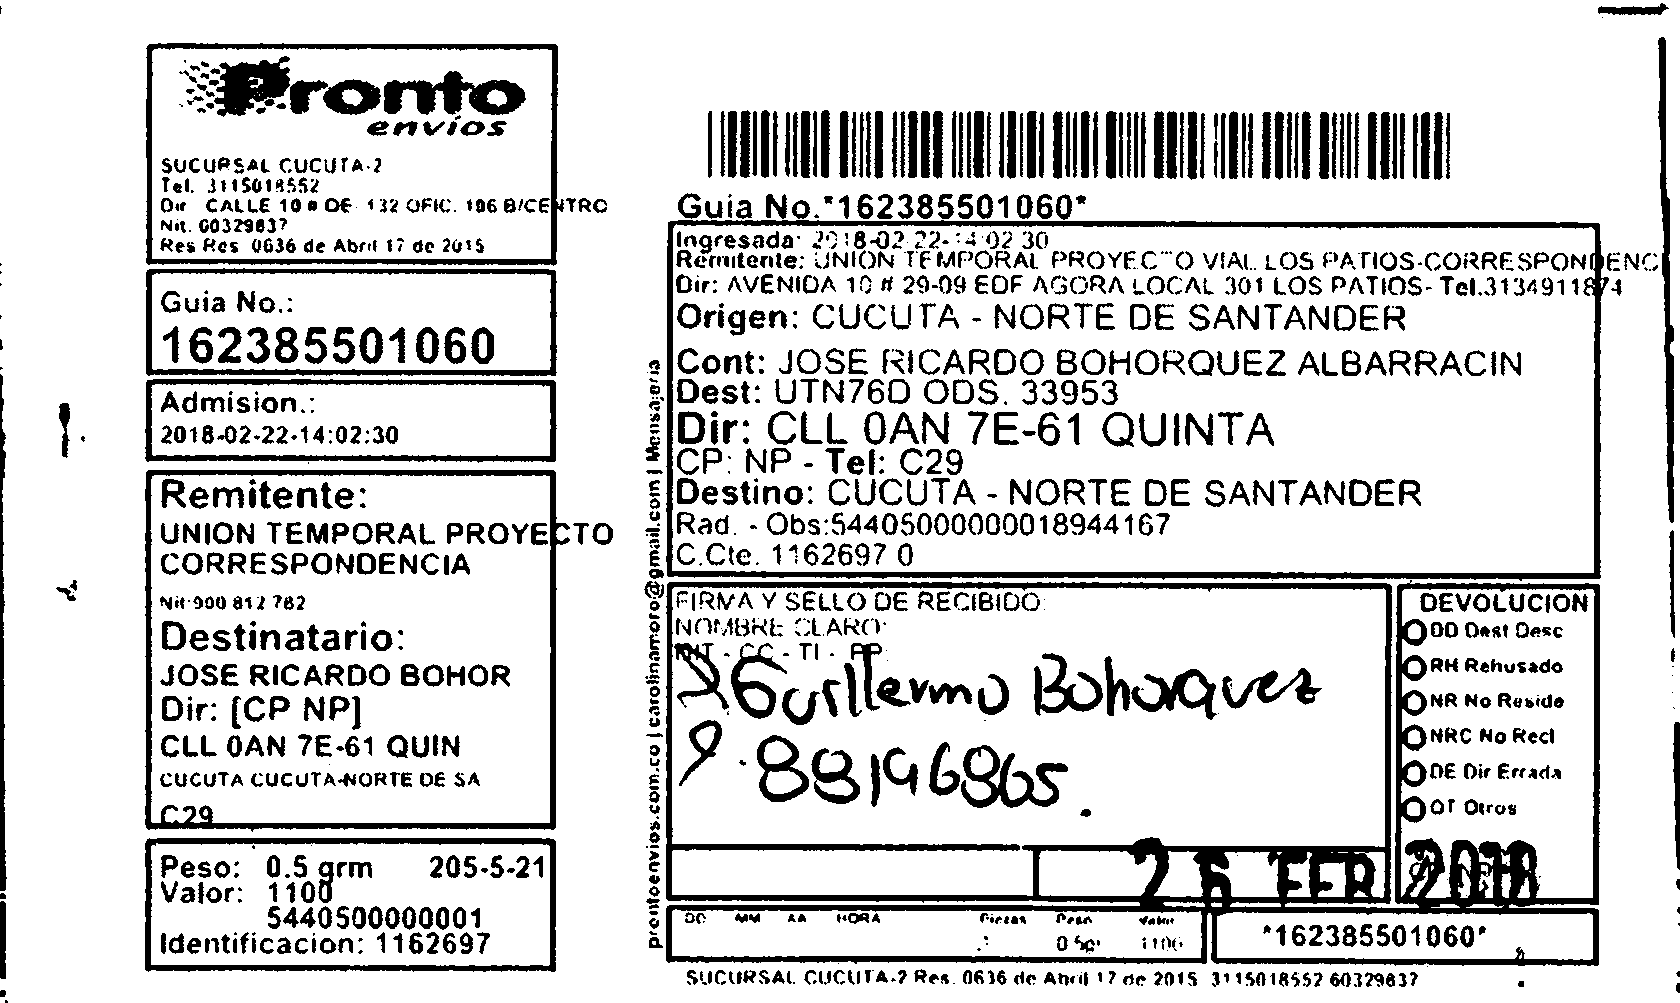 Pronto
envíos
SUCURSAL CUCUTA-2
Tel. 3115018552
Dir CALLE 10 # OE 132 OFIC. 106 B/CENTRO
Nit. 60329837
Res Res 0636 de Abril 17 de 2015
Guia No.:
162385501060
Admision.:
2018-02-22-14:02:30
Remitente:
UNION TEMPORAL PROYECTO
CORRESPONDENCIA
Nit 900 812 782
Destinatario:
JOSE RICARDO BOHOR
Dir: [CP NP]
CLL 0AN 7E-61 QUIN
CUCUTA CUCUTA-NORTE DE SA
C29
Peso: 0.5 grm 205-5-21
Valor: 1100
5440500000001
Identificacion: 1162697
prontoenvios.com.co | carolinamoro@gmail.com | Mensajeria
Guia No.*162385501060*
Ingresada: 2018-02-22-14:02:30
Remitente: UNION TEMPORAL PROYECTO VIAL LOS PATIOS-CORRESPONDENC
Dir: AVENIDA 10 # 29-09 EDF AGORA LOCAL 301 LOS PATIOS- Tel.3134911874
Origen: CUCUTA - NORTE DE SANTANDER
Cont: JOSE RICARDO BOHORQUEZ ALBARRACIN
Dest: UTN76D ODS. 33953
Dir: CLL 0AN 7E-61 QUINTA
CP: NP - Tel: C29
Destino: CUCUTA - NORTE DE SANTANDER
Rad. - Obs:54405000000018944167
C.Cte. 1162697 0
FIRMA Y SELLO DE RECIBIDO:
NOMBRE CLARO:
NIT - CC - TI - PP
Guillermo Bohorquez
88196865.
26 FEB 2018
DEVOLUCION
DD Dest Desc
RH Rehusado
NR No Reside
NRC No Recl
DE Dir Errada
OT Otros
DD MM AA HORA Piezas Peso Valor
1 0.5gr 1100
*162385501060*
SUCURSAL CUCUTA-2 Res. 0636 de Abril 17 de 2015 3115018552 60329837